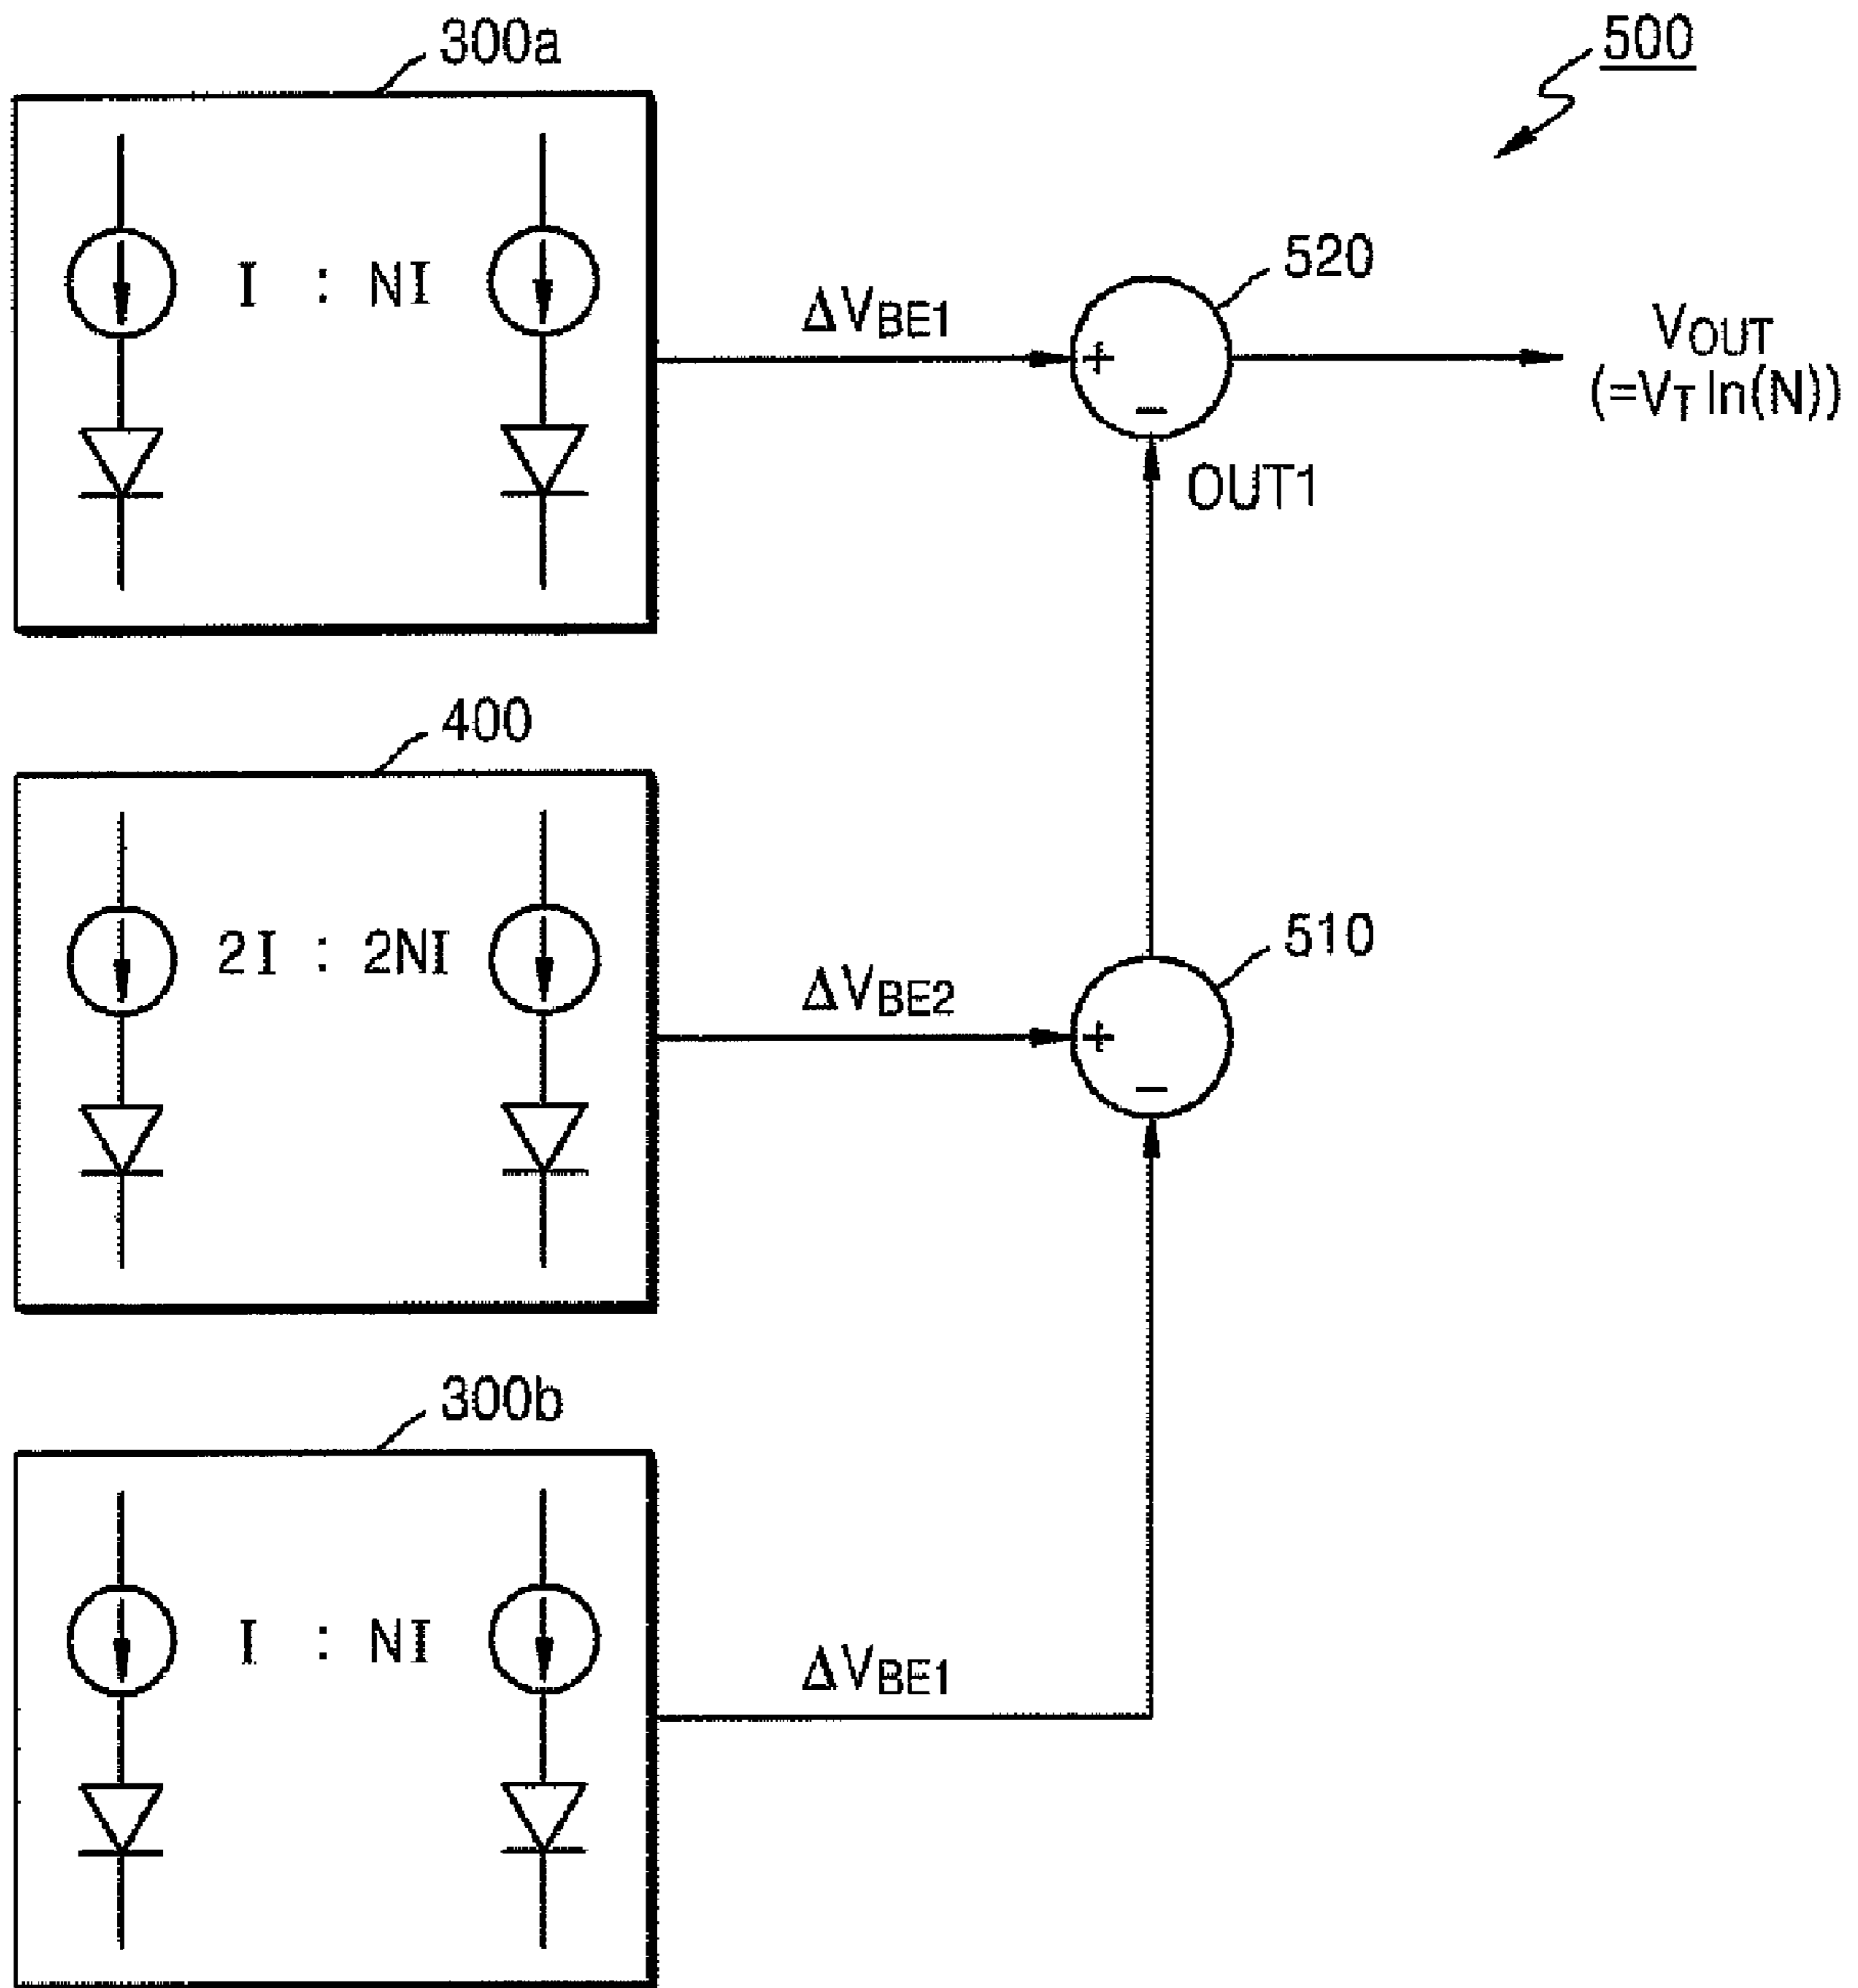 300a
500
I : NI
ΔVBE1
520
VOUT
(=VT ln(N))
+
−
OUT1
400
2I : 2NI
ΔVBE2
510
+
−
300b
I : NI
ΔVBE1